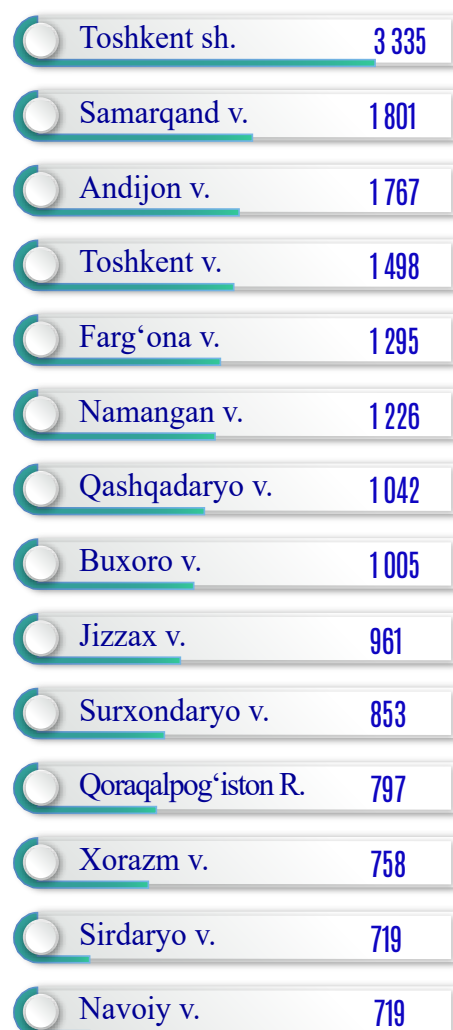 Toshkent sh. 3 335
Samarqand v. 1 801
Andijon v. 1 767
Toshkent v. 1 498
Farg‘ona v. 1 295
Namangan v. 1 226
Qashqadaryo v. 1 042
Buxoro v. 1 005
Jizzax v. 961
Surxondaryo v. 853
Qoraqalpog‘iston R. 797
Xorazm v. 758
Sirdaryo v. 719
Navoiy v. 719